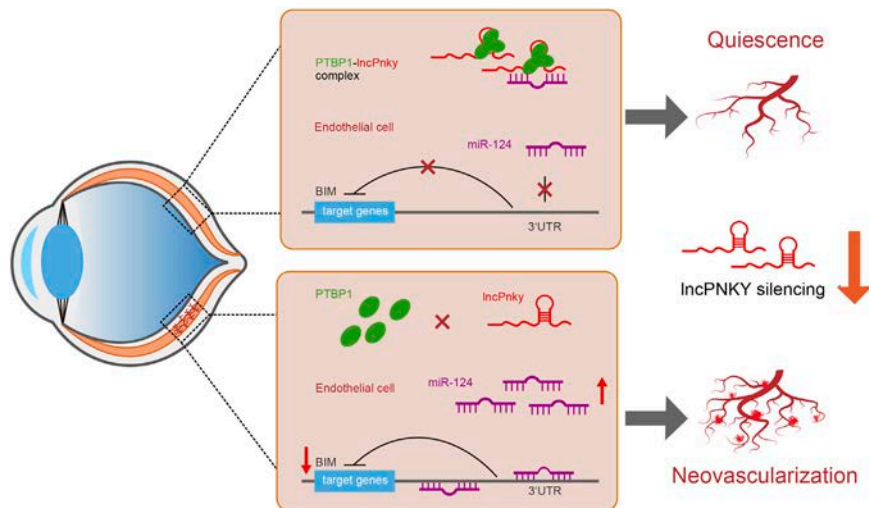 PTBP1-lncPnky
complex
Endothelial cell
miR-124
BIM
target genes
3'UTR
Quiescence
lncPNKY silencing
PTBP1
lncPnky
Endothelial cell
miR-124
BIM
target genes
3'UTR
Neovascularization